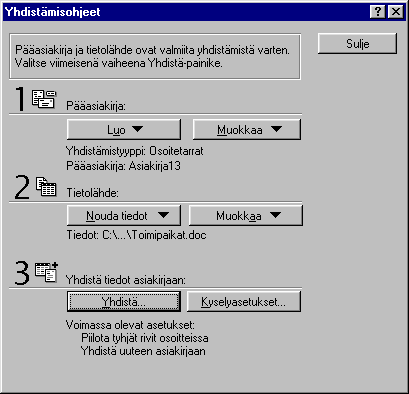 Yhdistämisohjeet
Pääasiakirja ja tietolähde ovat valmiita yhdistämistä varten.
Valitse viimeisenä vaiheena Yhdistä-painike.
Sulje
1 Pääasiakirja:
Luo Muokkaa
Yhdistämistyyppi: Osoitetarrat
Pääasiakirja: Asiakirja13
2 Tietolähde:
Nouda tiedot Muokkaa
Tiedot: C:\...\Toimipaikat.doc
3 Yhdistä tiedot asiakirjaan:
Yhdistä... Kyselyasetukset...
Voimassa olevat asetukset:
Piilota tyhjät rivit osoitteissa
Yhdistä uuteen asiakirjaan